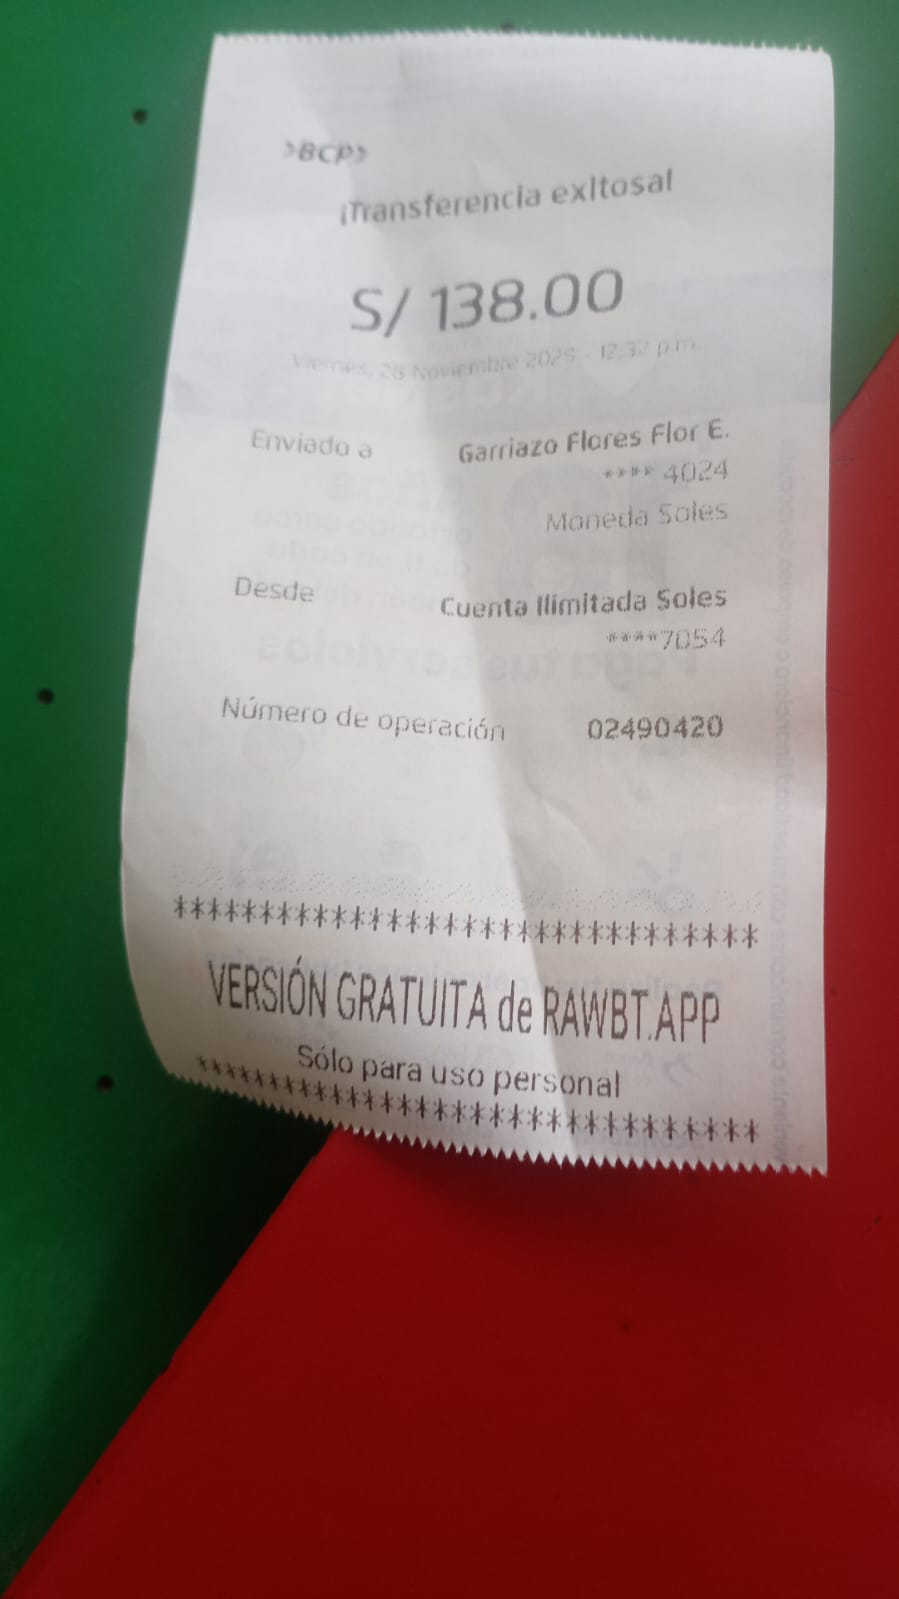 >BCP>
¡Transferencia exitosa!
S/ 138.00
Viernes, 28 Noviembre 2025 - 12:32 p.m.
Enviado a Garriazo Flores Flor E.
**** 4024
Moneda Soles
Desde Cuenta Ilimitada Soles
****7054
Número de operación 02490420
**********************************
VERSIÓN GRATUITA de RAWBT.APP
Sólo para uso personal
**********************************